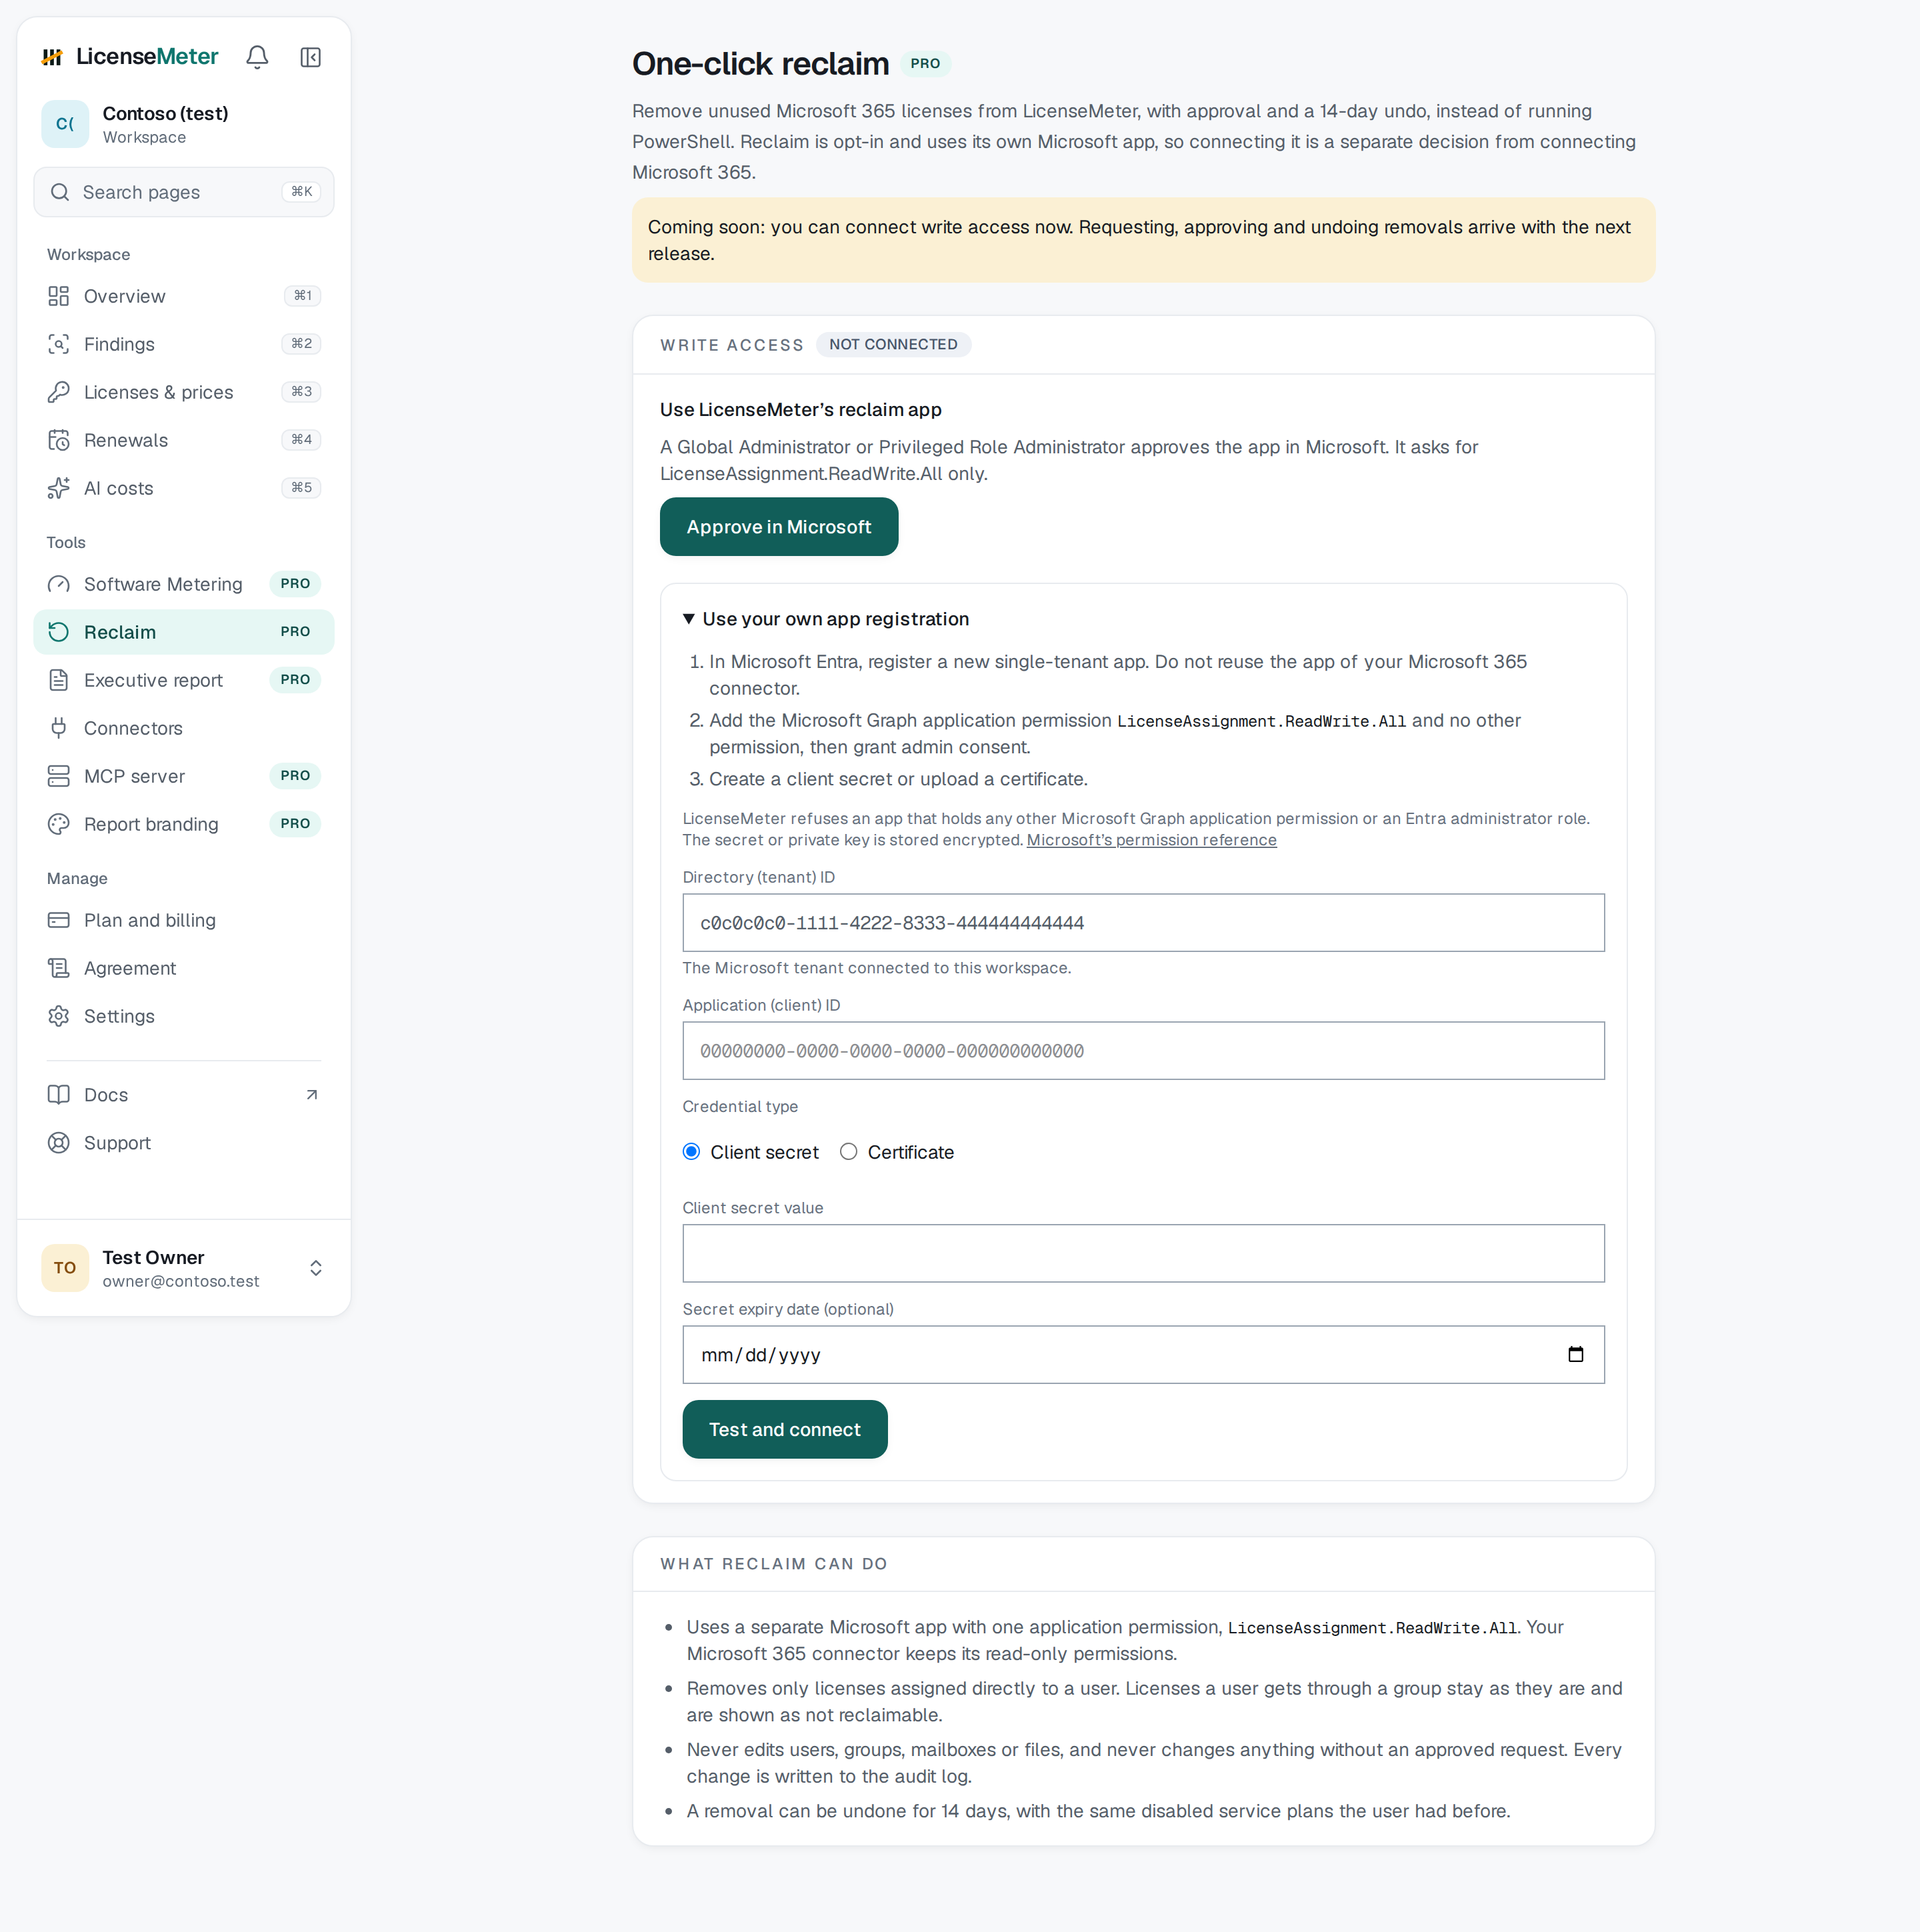 LicenseMeter
C(
Contoso (test)
Workspace
Search pages
⌘K
Workspace
Overview
⌘1
Findings
⌘2
Licenses & prices
⌘3
Renewals
⌘4
AI costs
⌘5
Tools
Software Metering
PRO
Reclaim
PRO
Executive report
PRO
Connectors
MCP server
PRO
Report branding
PRO
Manage
Plan and billing
Agreement
Settings
Docs
Support
TO
Test Owner
owner@contoso.test
One-click reclaim
PRO
Remove unused Microsoft 365 licenses from LicenseMeter, with approval and a 14-day undo, instead of running
PowerShell. Reclaim is opt-in and uses its own Microsoft app, so connecting it is a separate decision from connecting
Microsoft 365.
Coming soon: you can connect write access now. Requesting, approving and undoing removals arrive with the next
release.
WRITE ACCESS
NOT CONNECTED
Use LicenseMeter’s reclaim app
A Global Administrator or Privileged Role Administrator approves the app in Microsoft. It asks for
LicenseAssignment.ReadWrite.All only.
Approve in Microsoft
Use your own app registration
1. In Microsoft Entra, register a new single-tenant app. Do not reuse the app of your Microsoft 365
connector.
2. Add the Microsoft Graph application permission LicenseAssignment.ReadWrite.All and no other
permission, then grant admin consent.
3. Create a client secret or upload a certificate.
LicenseMeter refuses an app that holds any other Microsoft Graph application permission or an Entra administrator role.
The secret or private key is stored encrypted. Microsoft’s permission reference
Directory (tenant) ID
c0c0c0c0-1111-4222-8333-444444444444
The Microsoft tenant connected to this workspace.
Application (client) ID
00000000-0000-0000-0000-000000000000
Credential type
Client secret
Certificate
Client secret value
Secret expiry date (optional)
mm/dd/yyyy
Test and connect
WHAT RECLAIM CAN DO
• Uses a separate Microsoft app with one application permission, LicenseAssignment.ReadWrite.All. Your
Microsoft 365 connector keeps its read-only permissions.
• Removes only licenses assigned directly to a user. Licenses a user gets through a group stay as they are and
are shown as not reclaimable.
• Never edits users, groups, mailboxes or files, and never changes anything without an approved request. Every
change is written to the audit log.
• A removal can be undone for 14 days, with the same disabled service plans the user had before.